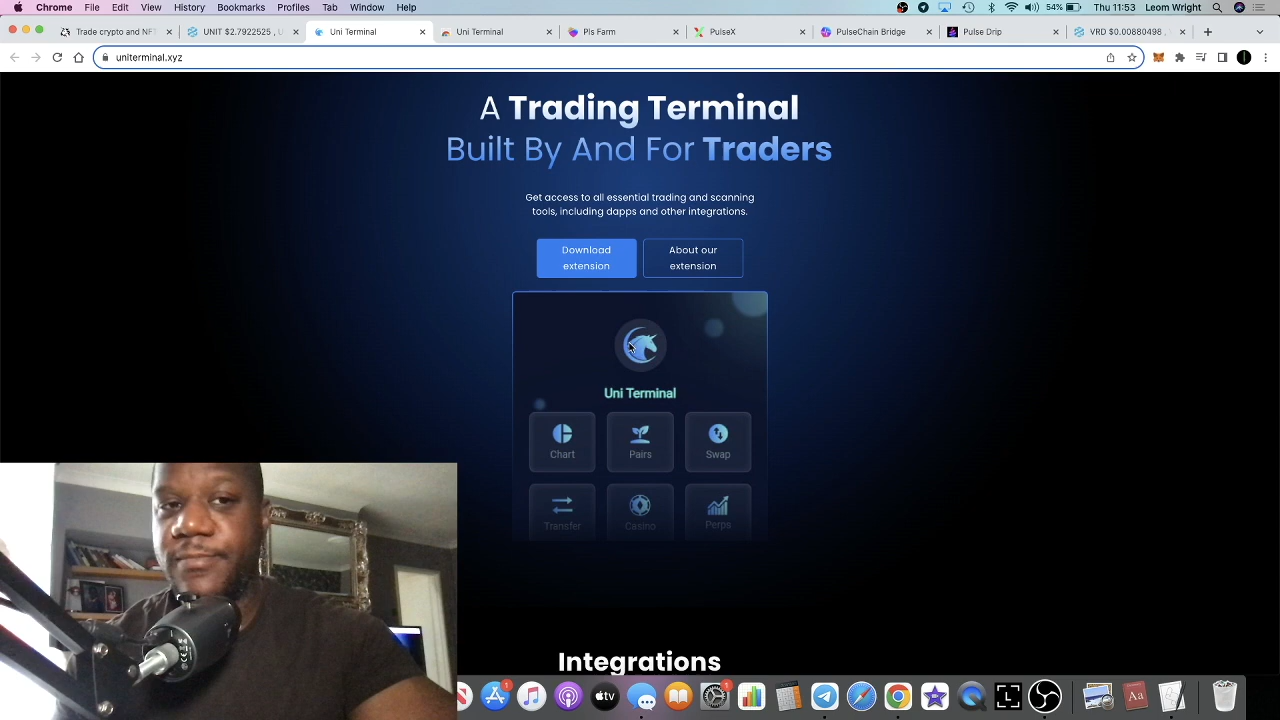 Chrome File Edit View History Bookmarks Profiles Tab Window Help
54% Thu 11:53 Leom Wright
Trade crypto and NF
UNIT $2.7922525 , U
Uni Terminal
Uni Terminal
Pls Farm
PulseX
PulseChain Bridge
Pulse Drip
VRD $0.00880498 ,
uniterminal.xyz
A Trading Terminal
Built By And For Traders
Get access to all essential trading and scanning
tools, including dapps and other integrations.
Download
extension
About our
extension
Uni Terminal
Chart Pairs Swap
Transfer Casino Perps
Integrations
tv
Aa